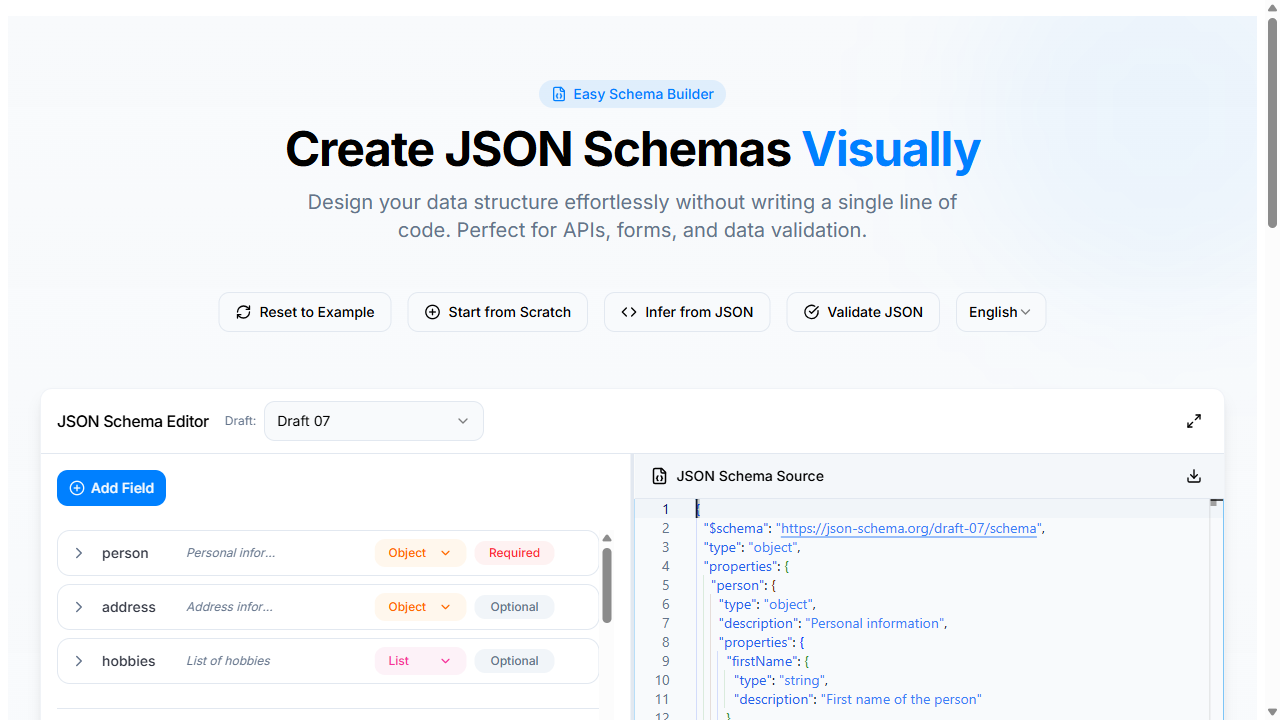 Easy Schema Builder
Create JSON Schemas Visually
Design your data structure effortlessly without writing a single line of
code. Perfect for APIs, forms, and data validation.
Reset to Example
Start from Scratch
Infer from JSON
Validate JSON
English
JSON Schema Editor
Draft:
Draft 07
Add Field
person
Personal infor...
Object
Required
address
Address infor...
Object
Optional
hobbies
List of hobbies
List
Optional
JSON Schema Source
1 {
2 "$schema": "https://json-schema.org/draft-07/schema",
3 "type": "object",
4 "properties": {
5 "person": {
6 "type": "object",
7 "description": "Personal information",
8 "properties": {
9 "firstName": {
10 "type": "string",
11 "description": "First name of the person"
12 }